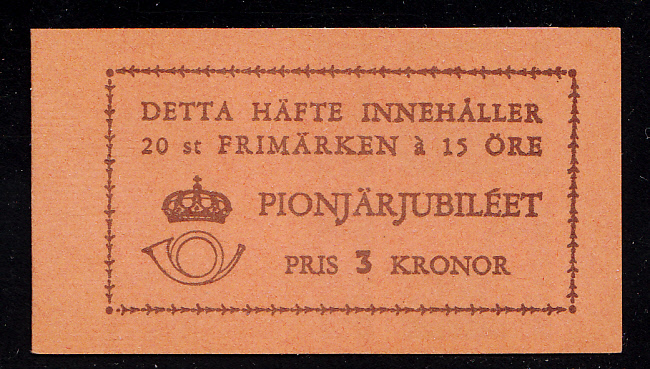 DETTA HÄFTE INNEHÅLLER
20 st FRIMÄRKEN à 15 ÖRE
PIONJÄRJUBILÉET
PRIS 3 KRONOR